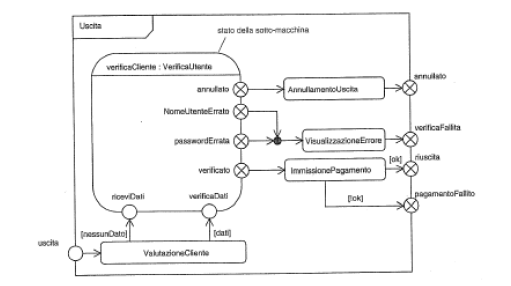 Uscita
stato della sotto-macchina
verificaCliente : VerificaUtente
annullato
AnnullamentoUscita
annullato
NomeUtenteErrato
verificaFallita
passwordErrata
VisualizzazioneErrore
[ok]
riuscita
verificato
ImmissionePagamento
[!ok]
pagamentoFallito
riceviDati
verificaDati
uscita
[nessunDato]
[dati]
ValutazioneCliente